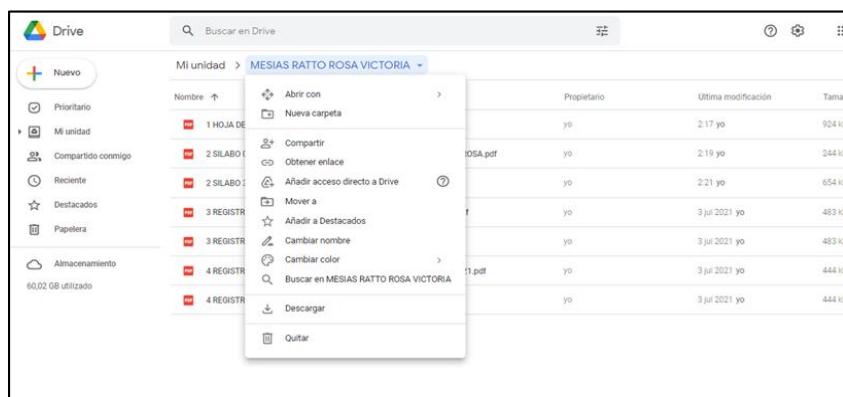 Drive
Buscar en Drive
Nuevo
Prioritario
Mi unidad
Compartido conmigo
Reciente
Destacados
Papelera
Almacenamiento
60,02 GB utilizado
Mi unidad > MESIAS RATTO ROSA VICTORIA
Nombre Propietario Última modificación Tama
1 HOJA DE yo 2:17 yo 924 k
2 SILABO ROSA.pdf yo 2:19 yo 244 k
2 SILABO yo 2:21 yo 654 k
3 REGISTR yo 3 jul 2021 yo 483 k
3 REGISTR yo 3 jul 2021 yo 483 k
4 REGISTR 21.pdf yo 3 jul 2021 yo 444 k
4 REGISTR yo 3 jul 2021 yo 444 k
Abrir con
Nueva carpeta
Compartir
Obtener enlace
Añadir acceso directo a Drive
Mover a
Añadir a Destacados
Cambiar nombre
Cambiar color
Buscar en MESIAS RATTO ROSA VICTORIA
Descargar
Quitar